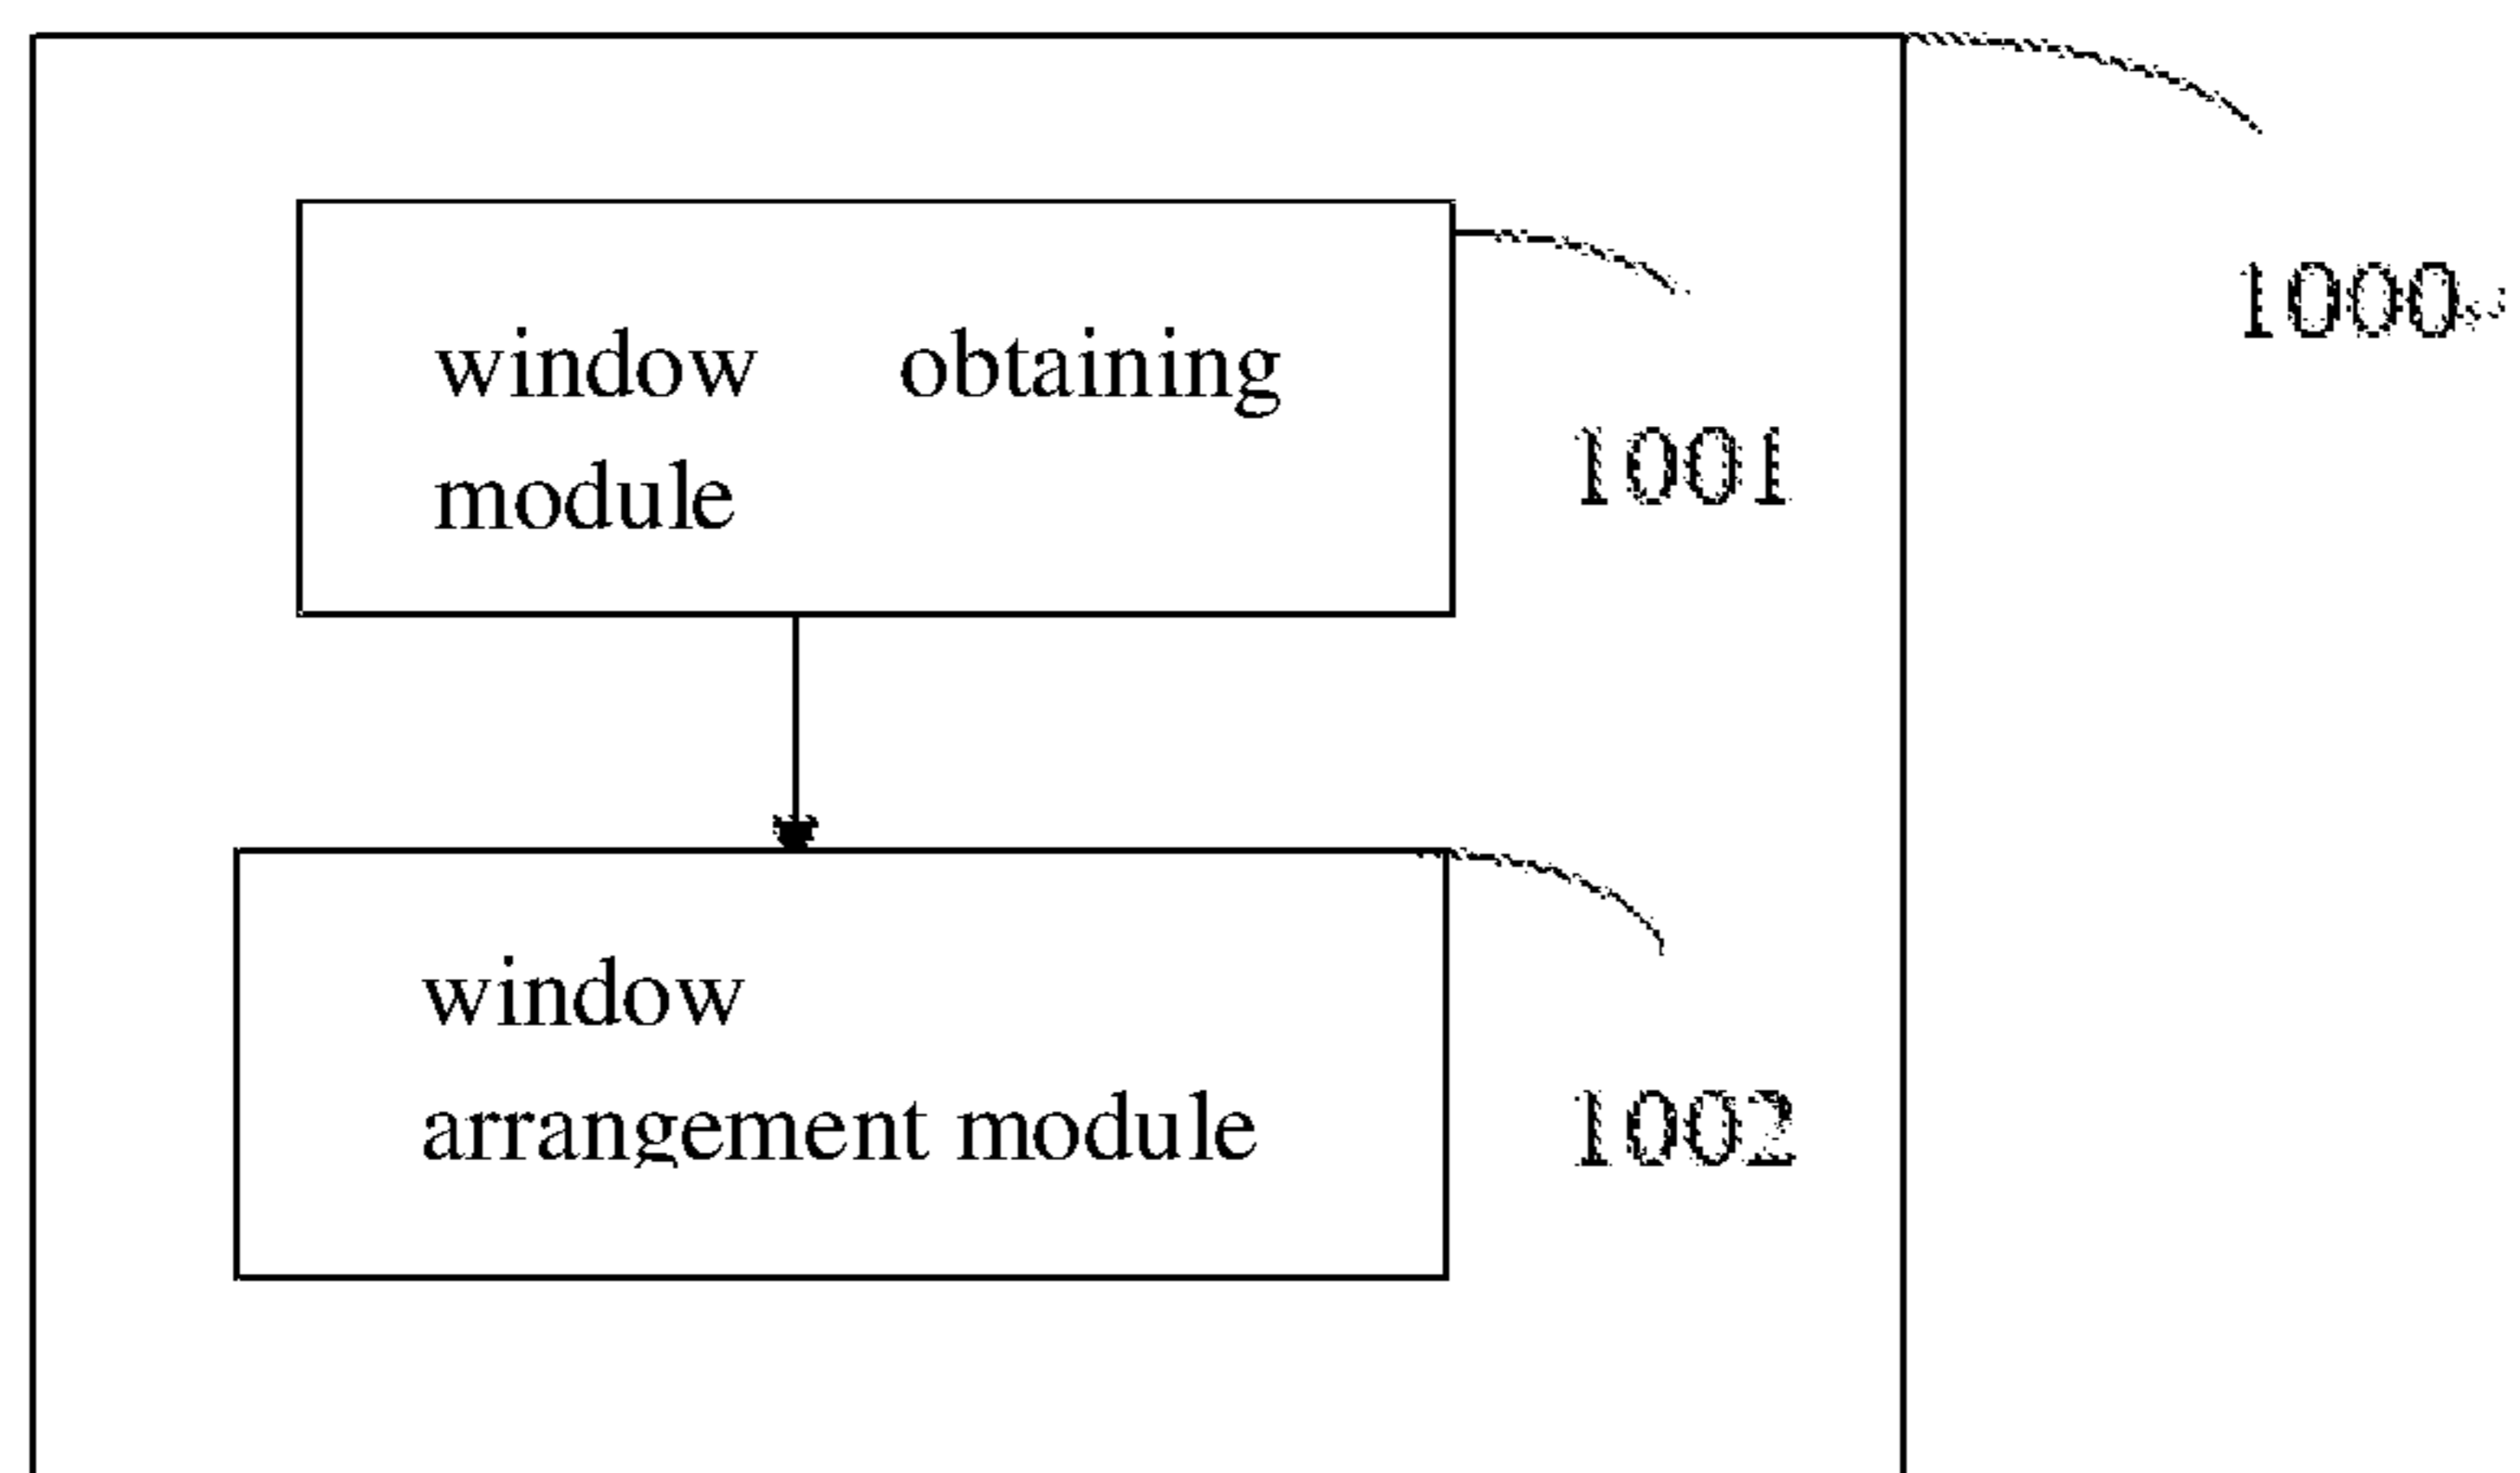 1000
window obtaining
module
1001
window
arrangement module
1002